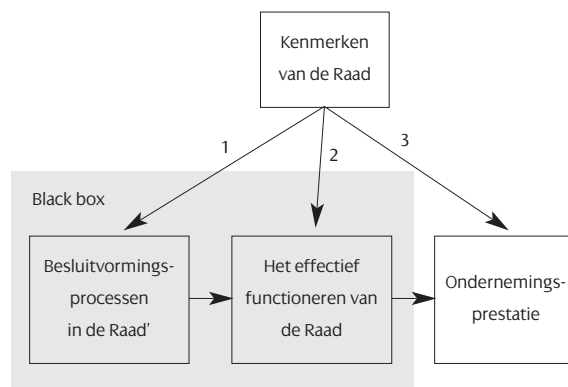 Kenmerken
van de Raad
1
2
3
Black box
Besluitvormings-
processen
in de Raad'
Het effectief
functioneren van
de Raad
Ondernemings-
prestatie